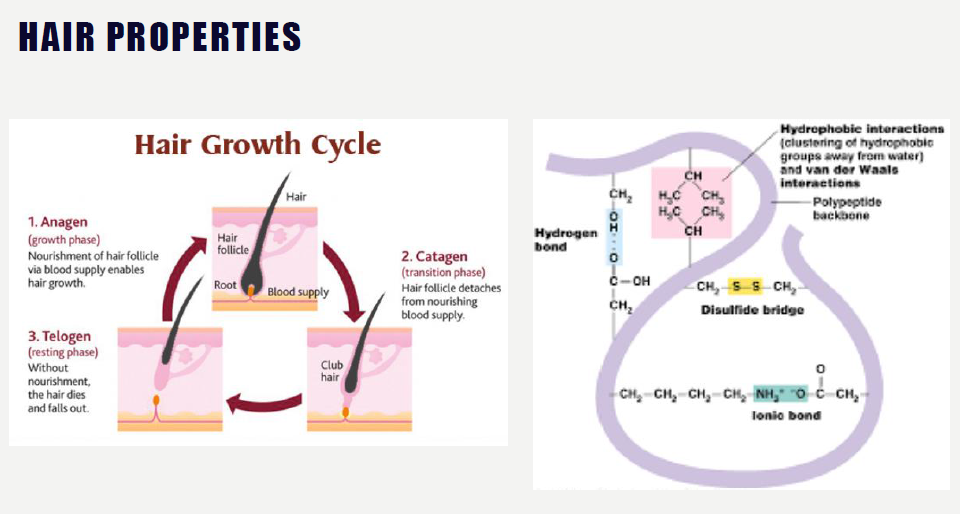 HAIR PROPERTIES
Hair Growth Cycle
Hair
1. Anagen
(growth phase)
Nourishment of hair follicle
via blood supply enables
hair growth.
Hair
follicle
Root
Blood supply
2. Catagen
(transition phase)
Hair follicle detaches
from nourishing
blood supply.
3. Telogen
(resting phase)
Without
nourishment,
the hair dies
and falls out.
Club
hair
Hydrophobic interactions
(clustering of hydrophobic
groups away from water)
and van der Waals
interactions
Polypeptide
backbone
CH₂
O
H
O
C–OH
CH₂
Hydrogen
bond
CH
H₃C CH₃
H₃C CH₃
CH
CH₂–S–S–CH₂
Disulfide bridge
O
CH₂–CH₂–CH₂–CH₂–NH₃⁺ ⁻O–C–CH₂
Ionic bond